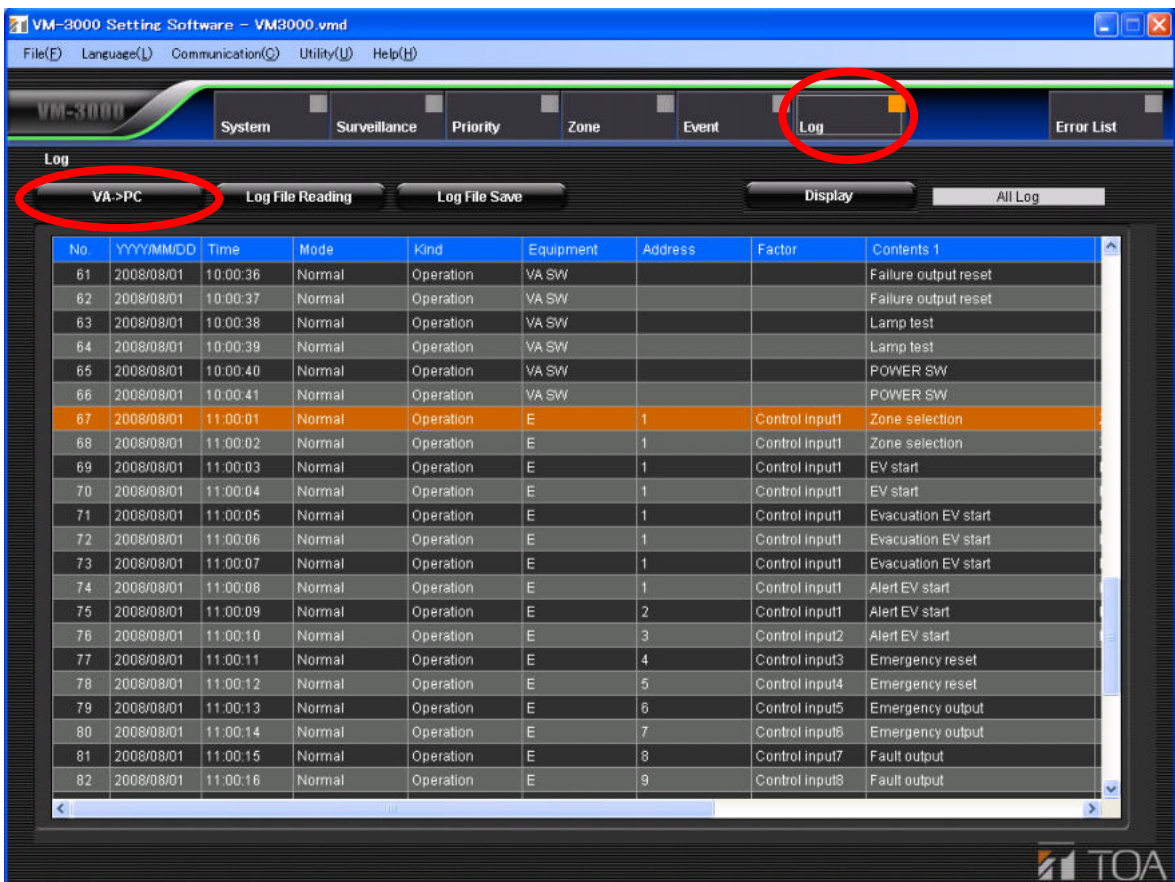 VM-3000 Setting Software - VM3000.vmd
File(F) Language(L) Communication(C) Utility(U) Help(H)
VM-3000 System Surveillance Priority Zone Event Log Error List
Log
VA->PC Log File Reading Log File Save Display All Log
No. YYYY/MM/DD Time Mode Kind Equipment Address Factor Contents 1
61 2008/08/01 10:00:36 Normal Operation VA SW Failure output reset
62 2008/08/01 10:00:37 Normal Operation VA SW Failure output reset
63 2008/08/01 10:00:38 Normal Operation VA SW Lamp test
64 2008/08/01 10:00:39 Normal Operation VA SW Lamp test
65 2008/08/01 10:00:40 Normal Operation VA SW POWER SW
66 2008/08/01 10:00:41 Normal Operation VA SW POWER SW
67 2008/08/01 11:00:01 Normal Operation E 1 Control input1 Zone selection
68 2008/08/01 11:00:02 Normal Operation E 1 Control input1 Zone selection
69 2008/08/01 11:00:03 Normal Operation E 1 Control input1 EV start
70 2008/08/01 11:00:04 Normal Operation E 1 Control input1 EV start
71 2008/08/01 11:00:05 Normal Operation E 1 Control input1 Evacuation EV start
72 2008/08/01 11:00:06 Normal Operation E 1 Control input1 Evacuation EV start
73 2008/08/01 11:00:07 Normal Operation E 1 Control input1 Evacuation EV start
74 2008/08/01 11:00:08 Normal Operation E 1 Control input1 Alert EV start
75 2008/08/01 11:00:09 Normal Operation E 2 Control input1 Alert EV start
76 2008/08/01 11:00:10 Normal Operation E 3 Control input2 Alert EV start
77 2008/08/01 11:00:11 Normal Operation E 4 Control input3 Emergency reset
78 2008/08/01 11:00:12 Normal Operation E 5 Control input4 Emergency reset
79 2008/08/01 11:00:13 Normal Operation E 6 Control input5 Emergency output
80 2008/08/01 11:00:14 Normal Operation E 7 Control input6 Emergency output
81 2008/08/01 11:00:15 Normal Operation E 8 Control input7 Fault output
82 2008/08/01 11:00:16 Normal Operation E 9 Control input8 Fault output
TOA